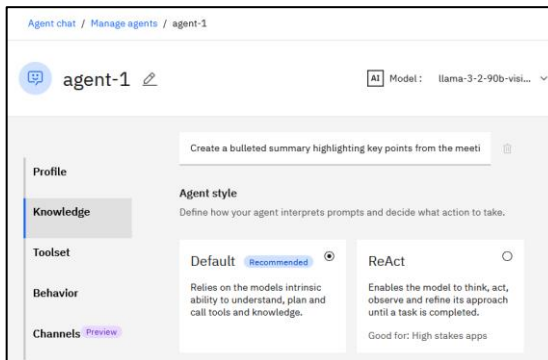 Agent chat / Manage agents / agent-1
agent-1
AI Model : llama-3-2-90b-visi...
Create a bulleted summary highlighting key points from the meeti
Profile
Knowledge
Toolset
Behavior
Channels Preview
Agent style
Define how your agent interprets prompts and decide what action to take.
Default Recommended
Relies on the models intrinsic
ability to understand, plan and
call tools and knowledge.
ReAct
Enables the model to think, act,
observe and refine its approach
until a task is completed.
Good for: High stakes apps